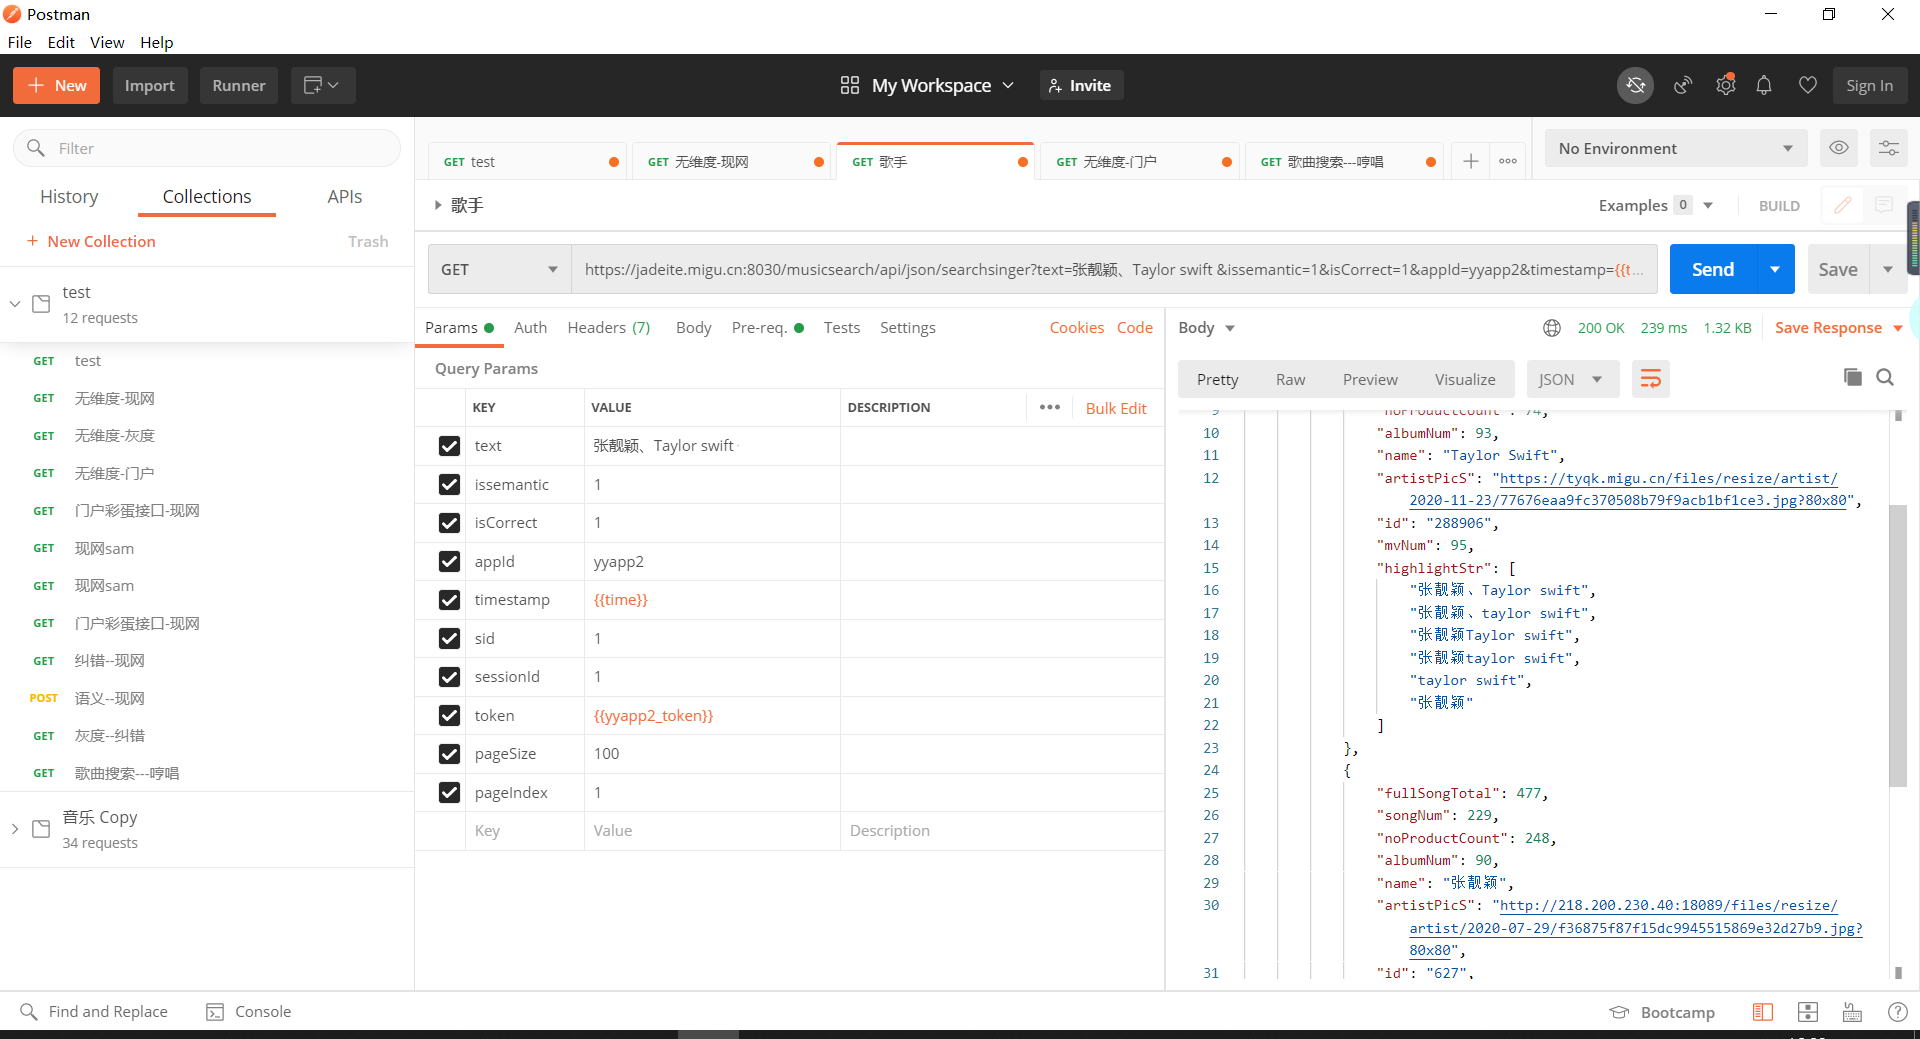 Postman
File Edit View Help
New Import Runner My Workspace Invite Sign In
Filter
History Collections APIs
+ New Collection Trash
test
12 requests
GET test
GET 无维度-现网
GET 无维度-灰度
GET 无维度-门户
GET 门户彩蛋接口-现网
GET 现网sam
GET 现网sam
GET 门户彩蛋接口-现网
GET 纠错--现网
POST 语义--现网
GET 灰度--纠错
GET 歌曲搜索---哼唱
音乐 Copy
34 requests
GET test GET 无维度-现网 GET 歌手 GET 无维度-门户 GET 歌曲搜索---哼唱
No Environment
歌手 Examples 0 BUILD
GET https://jadeite.migu.cn:8030/musicsearch/api/json/searchsinger?text=张靓颖、Taylor swift &issemantic=1&isCorrect=1&appId=yyapp2&timestamp={{t... Send Save
Params Auth Headers (7) Body Pre-req. Tests Settings Cookies Code
Query Params
KEY VALUE DESCRIPTION Bulk Edit
text 张靓颖、Taylor swift
issemantic 1
isCorrect 1
appId yyapp2
timestamp {{time}}
sid 1
sessionId 1
token {{yyapp2_token}}
pageSize 100
pageIndex 1
Key Value Description
Body 200 OK 239 ms 1.32 KB Save Response
Pretty Raw Preview Visualize JSON
9 "noProductCount": 74,
10 "albumNum": 93,
11 "name": "Taylor Swift",
12 "artistPicS": "https://tyqk.migu.cn/files/resize/artist/
2020-11-23/77676eaa9fc370508b79f9acb1bf1ce3.jpg?80x80",
13 "id": "288906",
14 "mvNum": 95,
15 "highlightStr": [
16 "张靓颖、Taylor swift",
17 "张靓颖、taylor swift",
18 "张靓颖Taylor swift",
19 "张靓颖taylor swift",
20 "taylor swift",
21 "张靓颖"
22 ]
23 },
24 {
25 "fullSongTotal": 477,
26 "songNum": 229,
27 "noProductCount": 248,
28 "albumNum": 90,
29 "name": "张靓颖",
30 "artistPicS": "http://218.200.230.40:18089/files/resize/
artist/2020-07-29/f36875f87f15dc9945515869e32d27b9.jpg?
80x80",
31 "id": "627",
Find and Replace Console Bootcamp